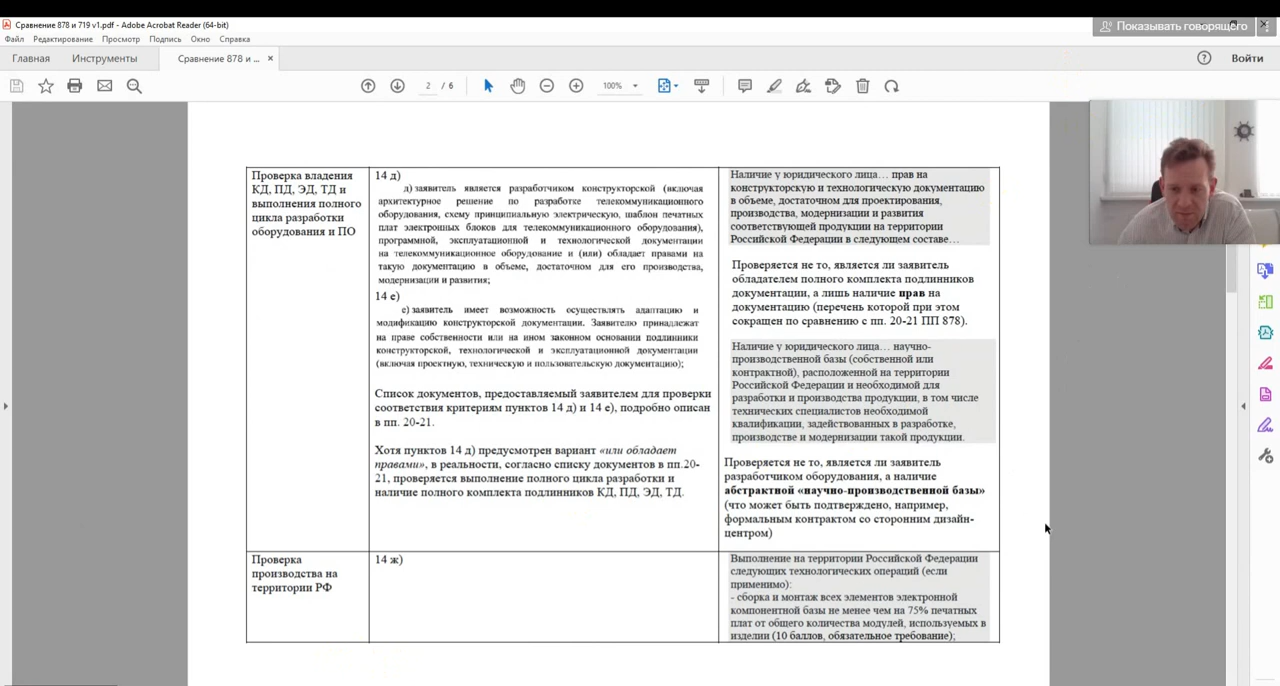 Сравнение 878 и 719 v1.pdf - Adobe Acrobat Reader (64-bit)
Показывать говорящего
Файл Редактирование Просмотр Подпись Окно Справка
Главная Инструменты Сравнение 878 и ... × Войти
2 / 6 100%
Проверка владения
КД, ПД, ЭД, ТД и
выполнения полного
цикла разработки
оборудования и ПО
14 д)
д) заявитель является разработчиком конструкторской (включая
архитектурное решение по разработке телекоммуникационного
оборудования, схему принципиальную электрическую, шаблон печатных
плат электронных блоков для телекоммуникационного оборудования),
программной, эксплуатационной и технологической документации
на телекоммуникационное оборудование и (или) обладает правами на
такую документацию в объеме, достаточном для его производства,
модернизации и развития;
14 е)
е) заявитель имеет возможность осуществлять адаптацию и
модификацию конструкторской документации. Заявителю принадлежат
на праве собственности или на ином законном основании подлинники
конструкторской, технологической и эксплуатационной документации
(включая проектную, техническую и пользовательскую документацию);
Список документов, предоставляемый заявителем для проверки
соответствия критериям пунктов 14 д) и 14 е), подробно описан
в пп. 20-21.
Хотя пунктов 14 д) предусмотрен вариант «или обладает
правами», в реальности, согласно списку документов в пп.20-
21, проверяется выполнение полного цикла разработки и
наличие полного комплекта подлинников КД, ПД, ЭД, ТД.
Наличие у юридического лица… прав на
конструкторскую и технологическую документацию
в объеме, достаточном для проектирования,
производства, модернизации и развития
соответствующей продукции на территории
Российской Федерации в следующем составе…
Проверяется не то, является ли заявитель
обладателем полного комплекта подлинников
документации, а лишь наличие прав на
документацию (перечень которой при этом
сокращен по сравнению с пп. 20-21 ПП 878).
Наличие у юридического лица… научно-
производственной базы (собственной или
контрактной), расположенной на территории
Российской Федерации и необходимой для
разработки и производства продукции, в том числе
технических специалистов необходимой
квалификации, задействованных в разработке,
производстве и модернизации такой продукции.
Проверяется не то, является ли заявитель
разработчиком оборудования, а наличие
абстрактной «научно-производственной базы»
(что может быть подтверждено, например,
формальным контрактом со сторонним дизайн-
центром)
Проверка
производства на
территории РФ
14 ж)
Выполнение на территории Российской Федерации
следующих технологических операций (если
применимо):
- сборка и монтаж всех элементов электронной
компонентной базы не менее чем на 75% печатных
плат от общего количества модулей, используемых в
изделии (10 баллов, обязательное требование);